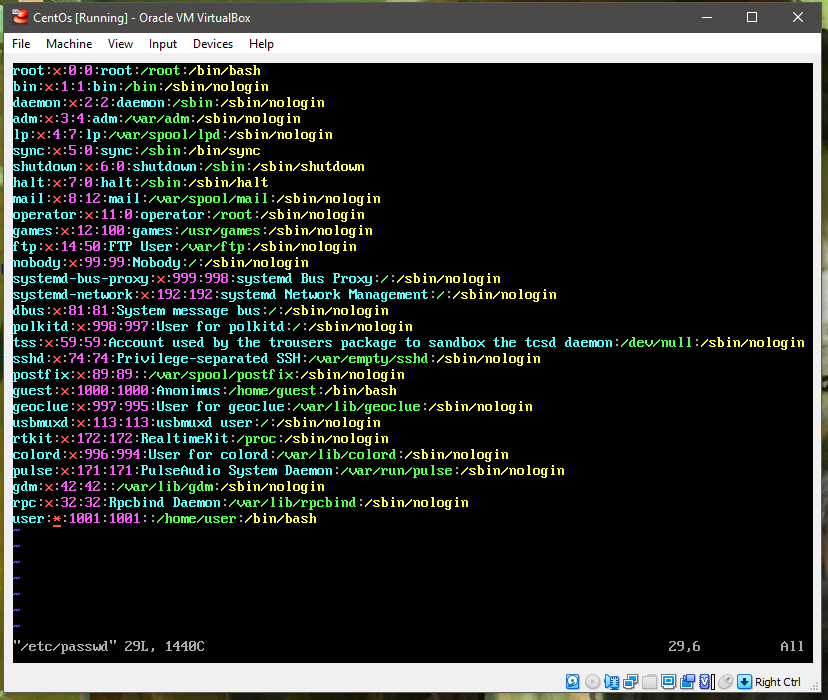 CentOs [Running] - Oracle VM VirtualBox
File Machine View Input Devices Help
root:x:0:0:root:/root:/bin/bash
bin:x:1:1:bin:/bin:/sbin/nologin
daemon:x:2:2:daemon:/sbin:/sbin/nologin
adm:x:3:4:adm:/var/adm:/sbin/nologin
lp:x:4:7:lp:/var/spool/lpd:/sbin/nologin
sync:x:5:0:sync:/sbin:/bin/sync
shutdown:x:6:0:shutdown:/sbin:/sbin/shutdown
halt:x:7:0:halt:/sbin:/sbin/halt
mail:x:8:12:mail:/var/spool/mail:/sbin/nologin
operator:x:11:0:operator:/root:/sbin/nologin
games:x:12:100:games:/usr/games:/sbin/nologin
ftp:x:14:50:FTP User:/var/ftp:/sbin/nologin
nobody:x:99:99:Nobody:/:/sbin/nologin
systemd-bus-proxy:x:999:998:systemd Bus Proxy:/:/sbin/nologin
systemd-network:x:192:192:systemd Network Management:/:/sbin/nologin
dbus:x:81:81:System message bus:/:/sbin/nologin
polkitd:x:998:997:User for polkitd:/:/sbin/nologin
tss:x:59:59:Account used by the trousers package to sandbox the tcsd daemon:/dev/null:/sbin/nologin
sshd:x:74:74:Privilege-separated SSH:/var/empty/sshd:/sbin/nologin
postfix:x:89:89::/var/spool/postfix:/sbin/nologin
guest:x:1000:1000:Anonimus:/home/guest:/bin/bash
geoclue:x:997:995:User for geoclue:/var/lib/geoclue:/sbin/nologin
usbmuxd:x:113:113:usbmuxd user:/:/sbin/nologin
rtkit:x:172:172:RealtimeKit:/proc:/sbin/nologin
colord:x:996:994:User for colord:/var/lib/colord:/sbin/nologin
pulse:x:171:171:PulseAudio System Daemon:/var/run/pulse:/sbin/nologin
gdm:x:42:42::/var/lib/gdm:/sbin/nologin
rpc:x:32:32:Rpcbind Daemon:/var/lib/rpcbind:/sbin/nologin
user:*:1001:1001::/home/user:/bin/bash
~
~
~
~
~
~
~
"/etc/passwd" 29L, 1440C 29,6 All
Right Ctrl